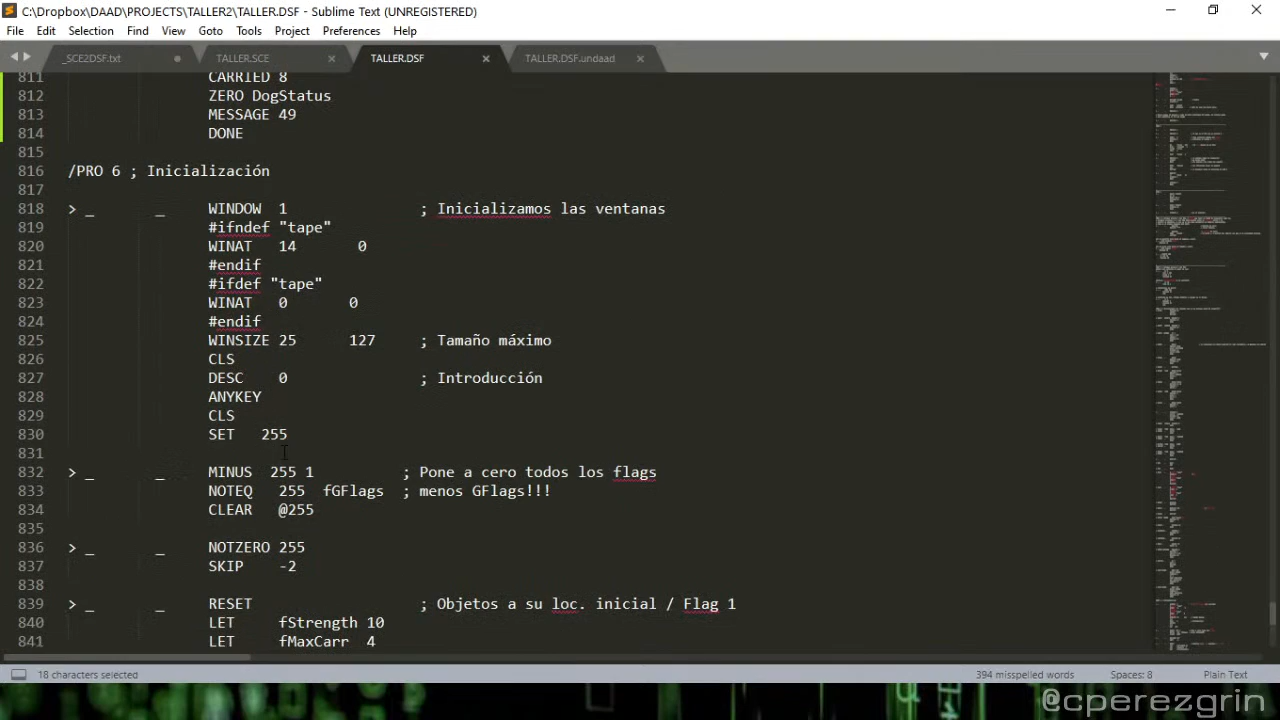 C:\Dropbox\DAAD\PROJECTS\TALLER2\TALLER.DSF - Sublime Text (UNREGISTERED)
File Edit Selection Find View Goto Tools Project Preferences Help
_SCE2DSF.txt TALLER.SCE TALLER.DSF TALLER.DSF.undaad
811 CARRIED 8
812 ZERO DogStatus
813 MESSAGE 49
814 DONE
815
816 /PRO 6 ; Inicialización
817
818 > _ _ WINDOW 1 ; Inicializamos las ventanas
819 #ifndef "tape"
820 WINAT 14 0
821 #endif
822 #ifdef "tape"
823 WINAT 0 0
824 #endif
825 WINSIZE 25 127 ; Tamaño máximo
826 CLS
827 DESC 0 ; Introducción
828 ANYKEY
829 CLS
830 SET 255
831
832 > _ _ MINUS 255 1 ; Pone a cero todos los flags
833 NOTEQ 255 fGFlags ; menos GFlags!!!
834 CLEAR @255
835
836 > _ _ NOTZERO 255
837 SKIP -2
838
839 > _ _ RESET ; Objetos a su loc. inicial / Flag 1
840 LET fStrength 10
841 LET fMaxCarr 4
18 characters selected 394 misspelled words Spaces: 8 Plain Text
@cperezgrin